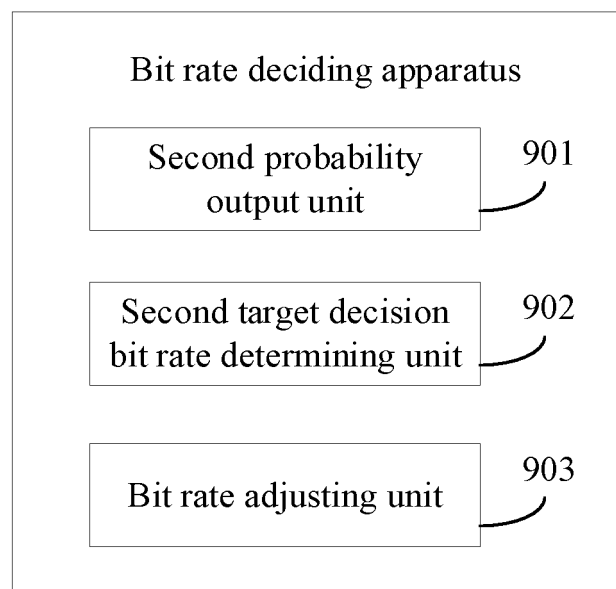 Bit rate deciding apparatus
Second probability
output unit
901
Second target decision
bit rate determining unit
902
Bit rate adjusting unit
903